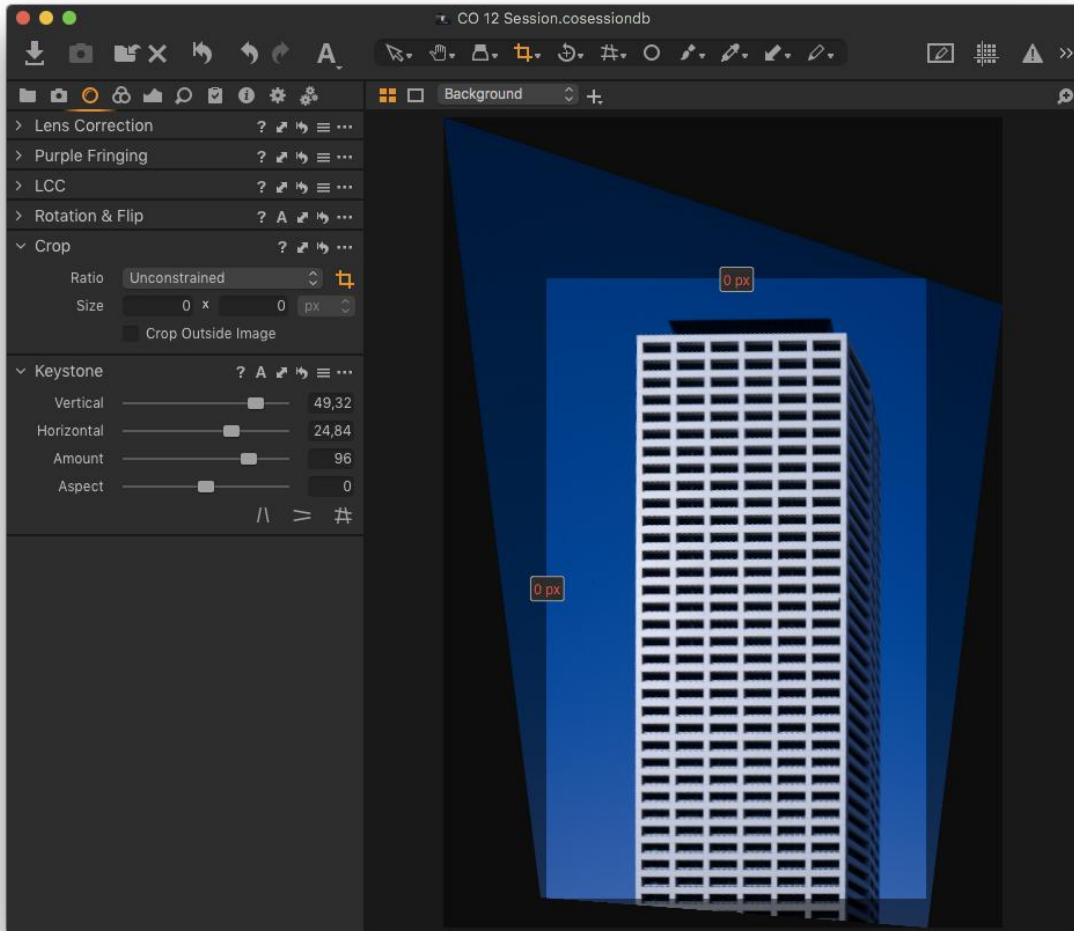 CO 12 Session.cosessiondb
A
Background
Lens Correction ?
Purple Fringing ?
LCC ?
Rotation & Flip ? A
Crop ?
Ratio Unconstrained
Size 0 x 0 px
Crop Outside Image
Keystone ? A
Vertical 49,32
Horizontal 24,84
Amount 96
Aspect 0
0 px
0 px